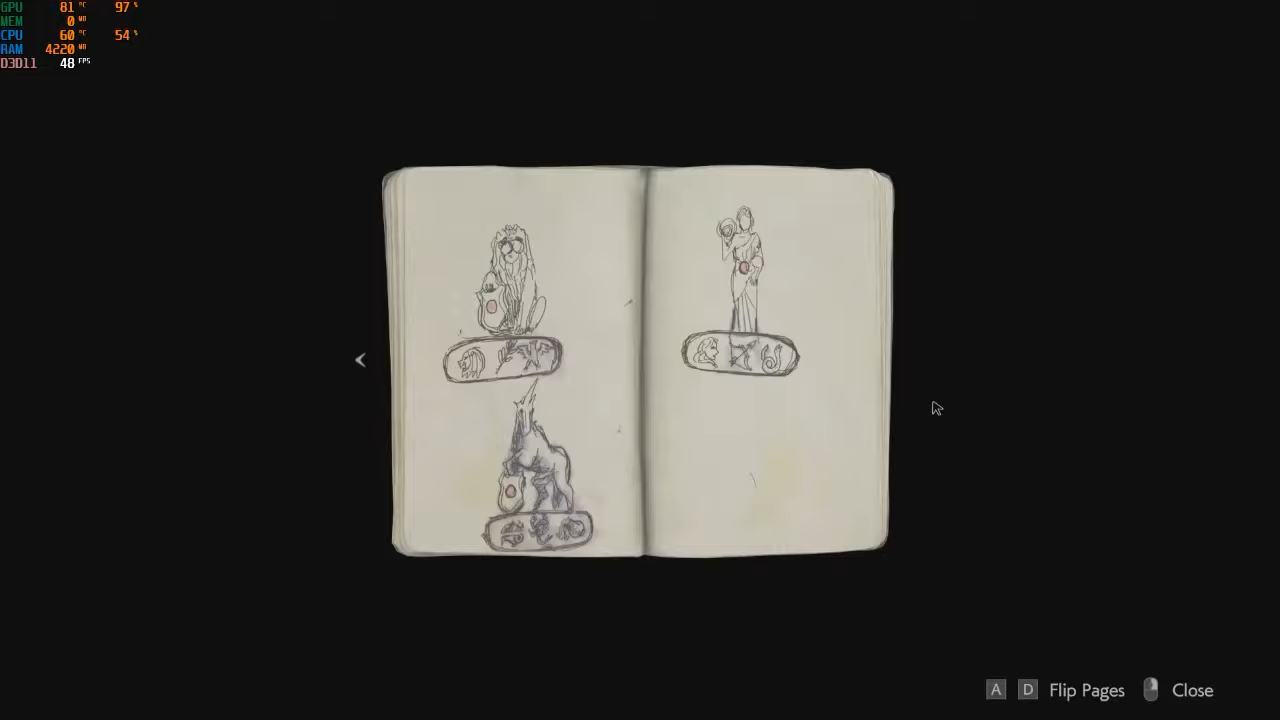 GPU 81 °C 97 %
MEM 0 MB
CPU 60 °C 54 %
RAM 4220 MB
D3D11 48 FPS
A D Flip Pages Close